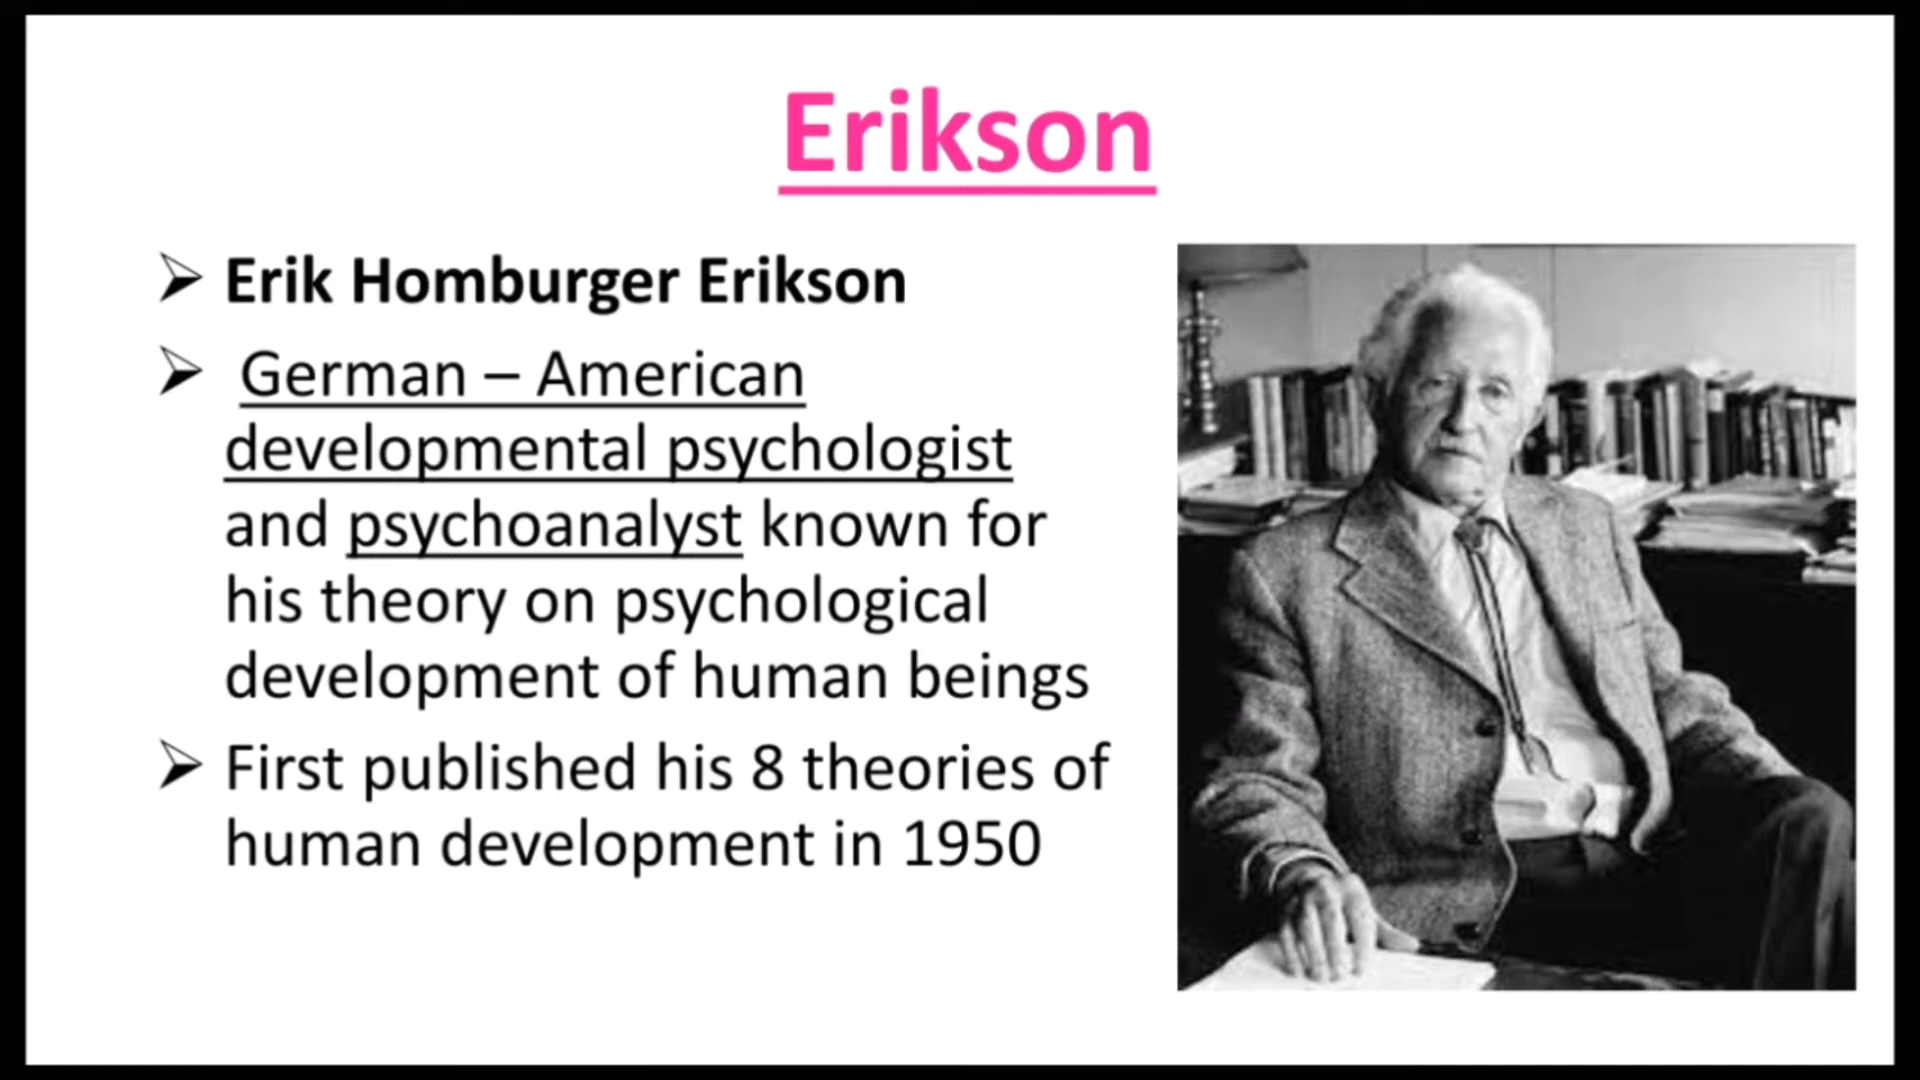 Erikson
Erik Homburger Erikson
German – American
developmental psychologist
and psychoanalyst known for
his theory on psychological
development of human beings
First published his 8 theories of
human development in 1950